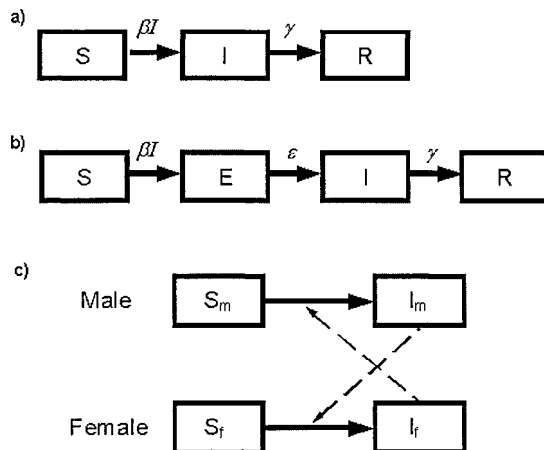 a)
βI γ
S I R
b)
βI ε γ
S E I R
c)
Male Sm Im
Female Sf If